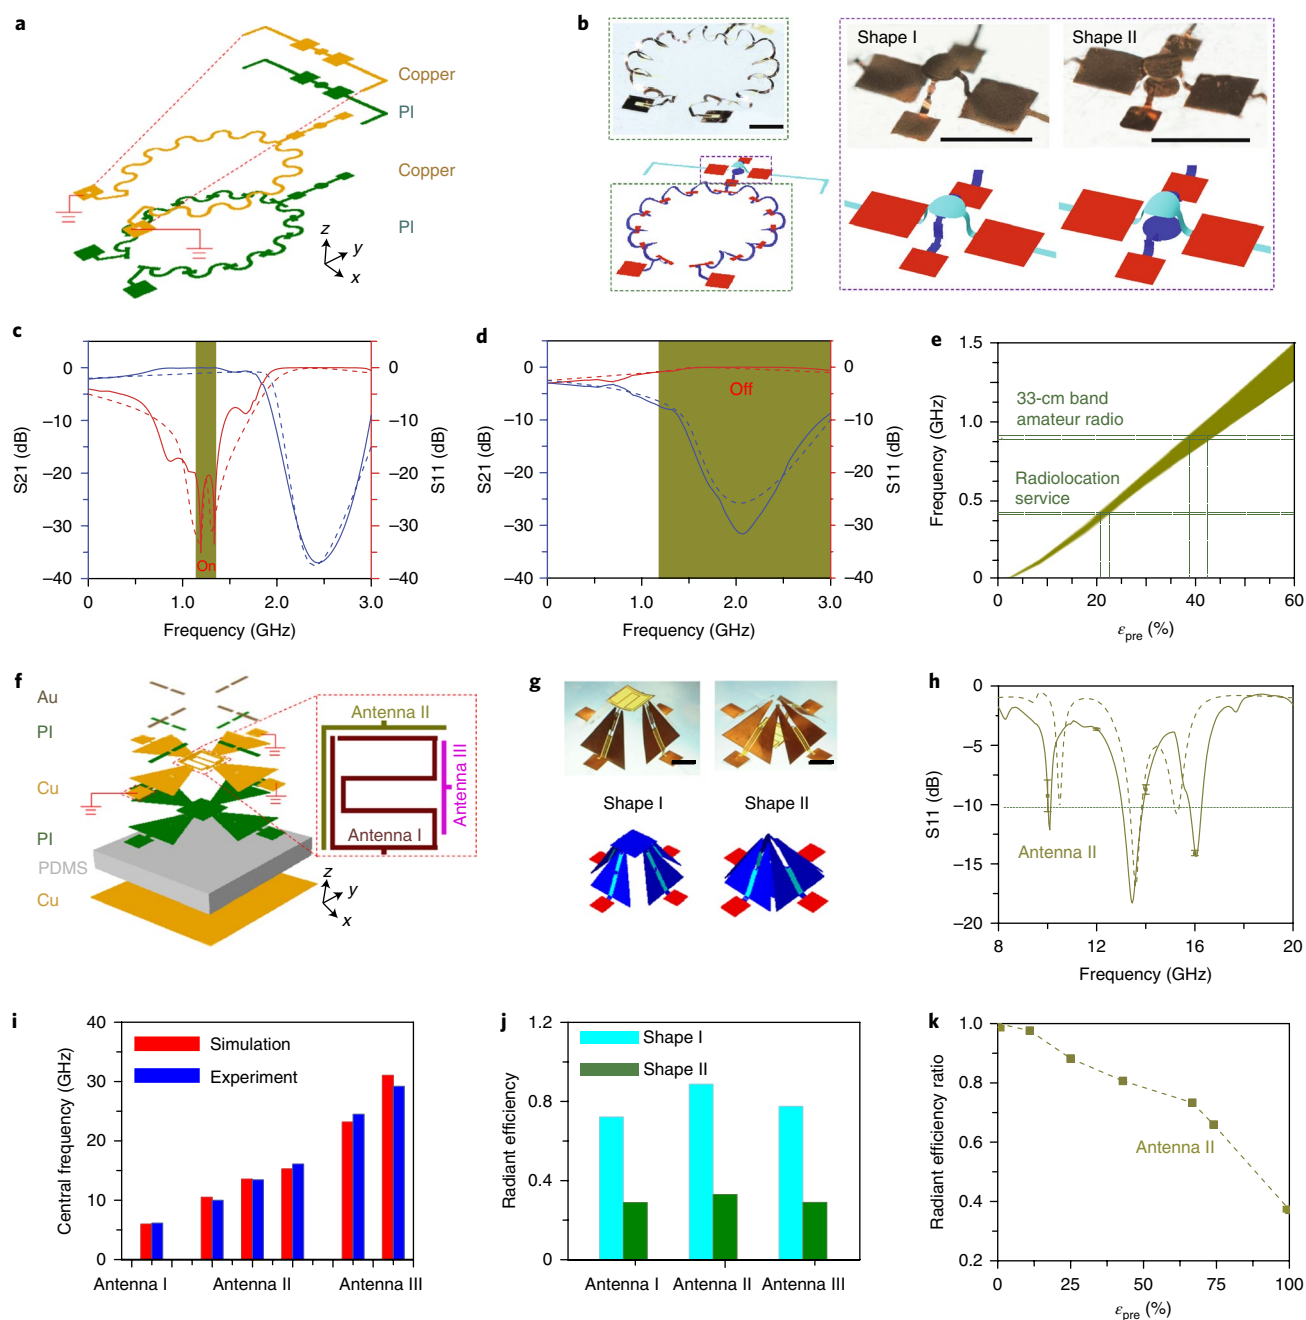 a
Copper
PI
Copper
PI
z
y
x
b
Shape I
Shape II
c
0
–10
–20
–30
–40
S21 (dB)
0
–10
–20
–30
–40
S11 (dB)
On
0
1.0
2.0
3.0
Frequency (GHz)
d
0
–10
–20
–30
–40
S21 (dB)
0
–10
–20
–30
–40
S11 (dB)
Off
0
1.0
2.0
3.0
Frequency (GHz)
e
1.5
1.0
0.5
0
Frequency (GHz)
33-cm band
amateur radio
Radiolocation
service
0
20
40
60
εpre (%)
f
Au
PI
Cu
PI
PDMS
Cu
Antenna II
Antenna III
Antenna I
z
y
x
g
Shape I
Shape II
h
0
–5
–10
–15
–20
S11 (dB)
Antenna II
8
12
16
20
Frequency (GHz)
i
40
30
20
10
0
Central frequency (GHz)
Simulation
Experiment
Antenna I
Antenna II
Antenna III
j
1.2
0.8
0.4
0
Radiant efficiency
Shape I
Shape II
Antenna I
Antenna II
Antenna III
k
1.0
0.8
0.6
0.4
0.2
Radiant efficiency ratio
Antenna II
0
25
50
75
100
εpre (%)